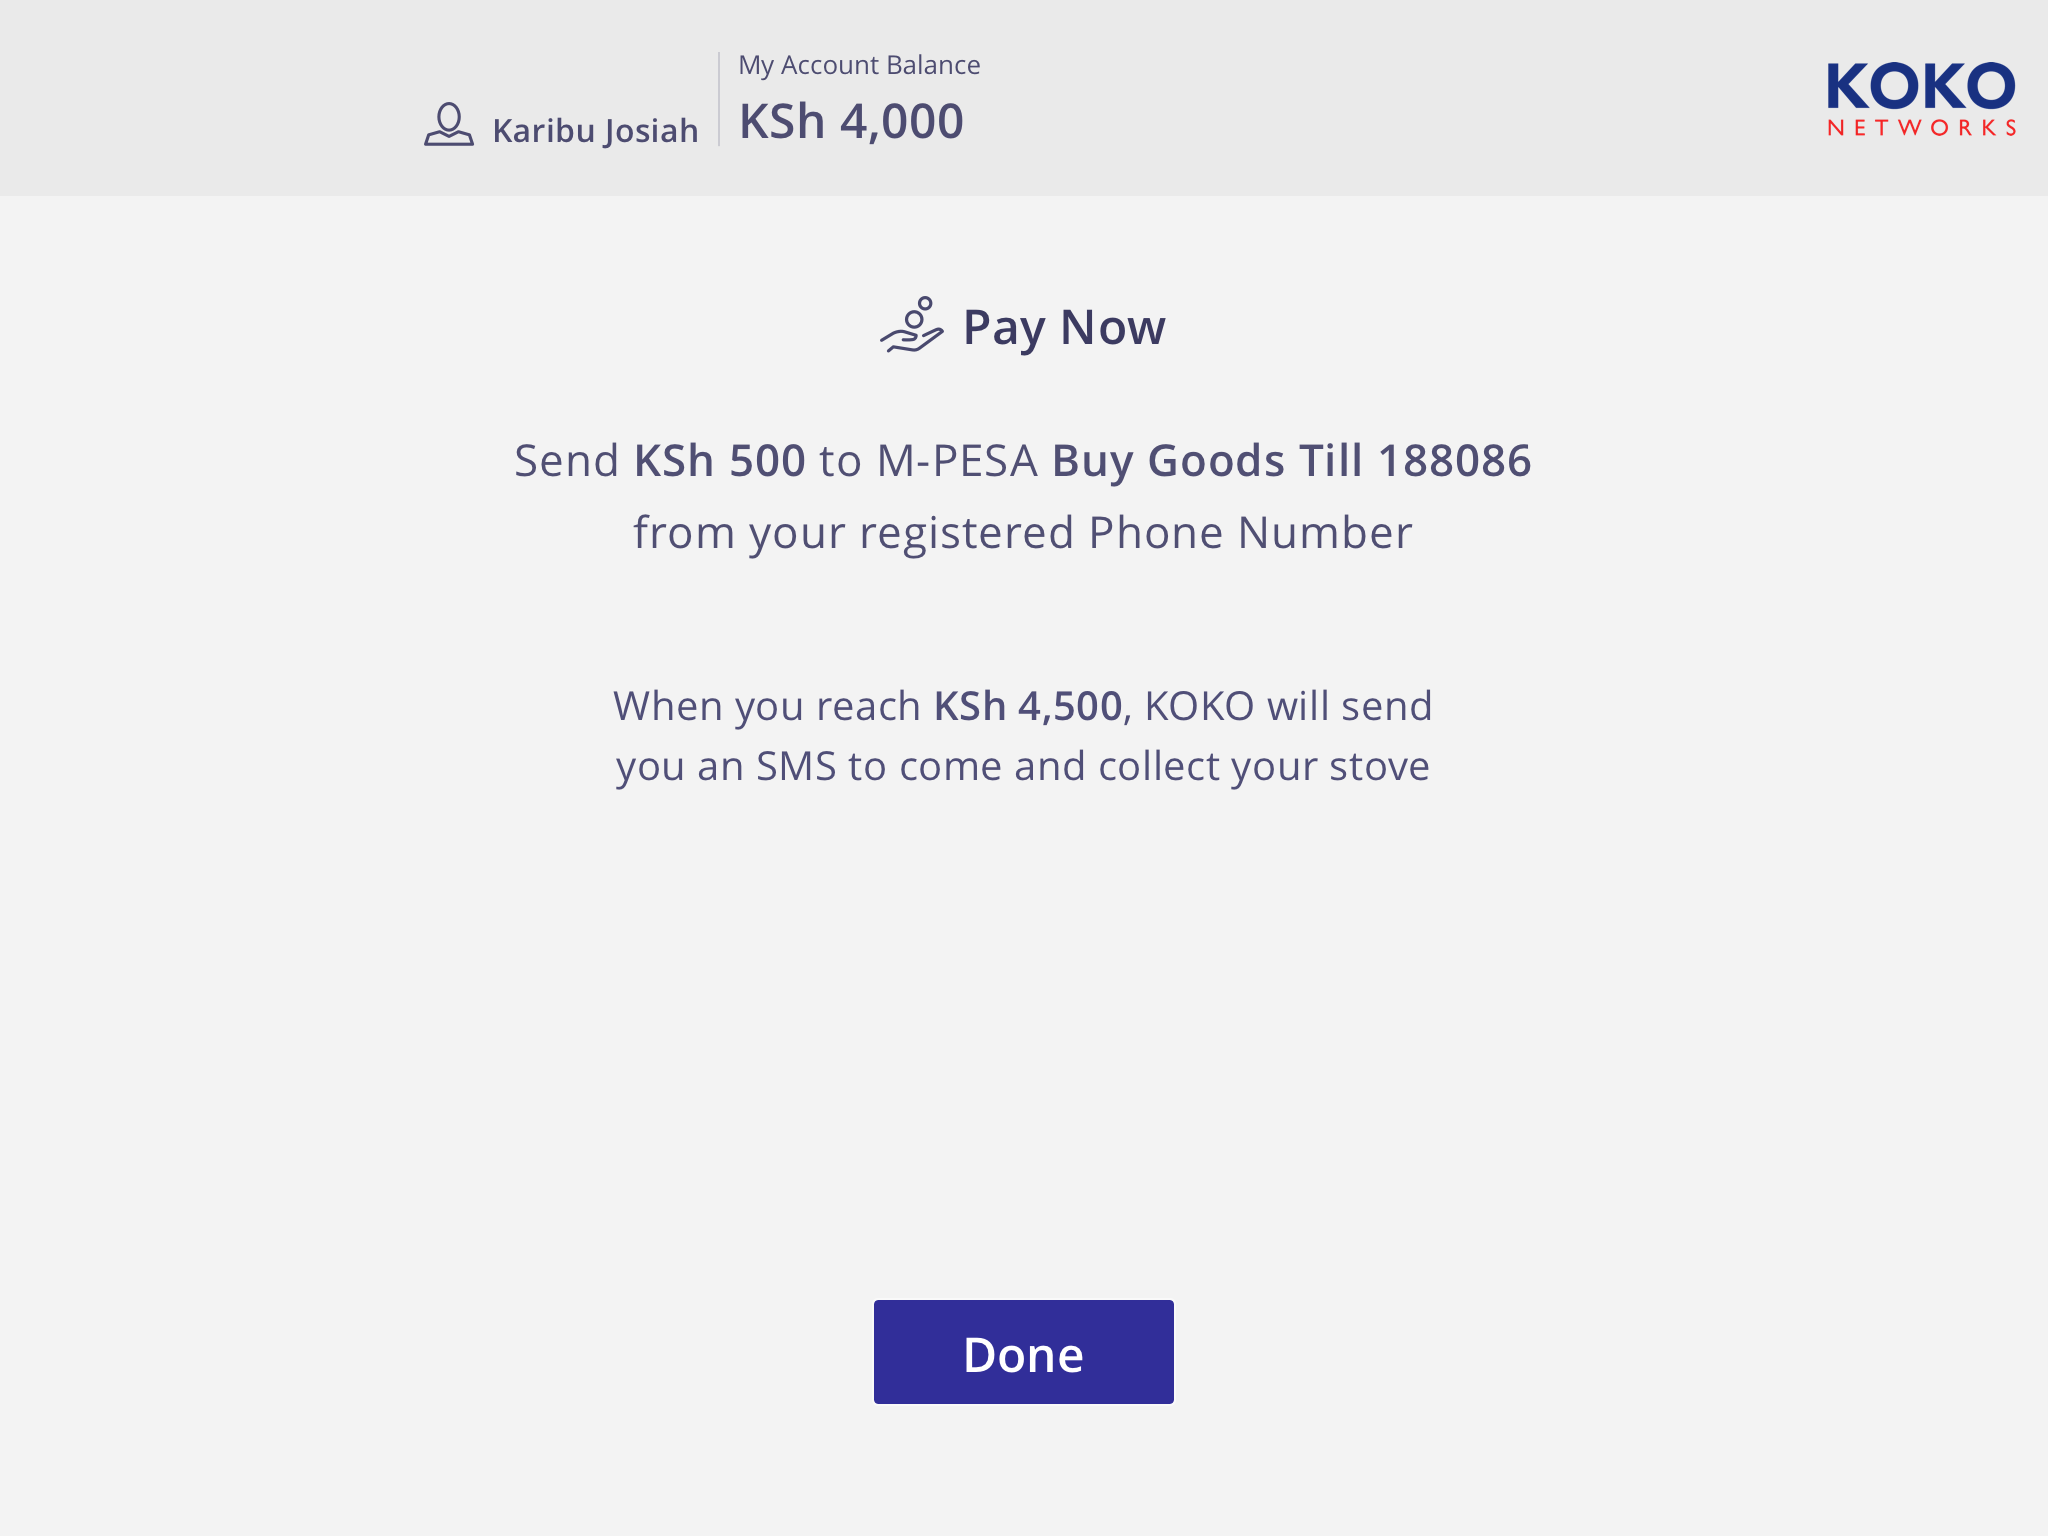 Karibu Josiah
My Account Balance
KSh 4,000
KOKO
NETWORKS
Pay Now
Send KSh 500 to M-PESA Buy Goods Till 188086
from your registered Phone Number
When you reach KSh 4,500, KOKO will send
you an SMS to come and collect your stove
Done